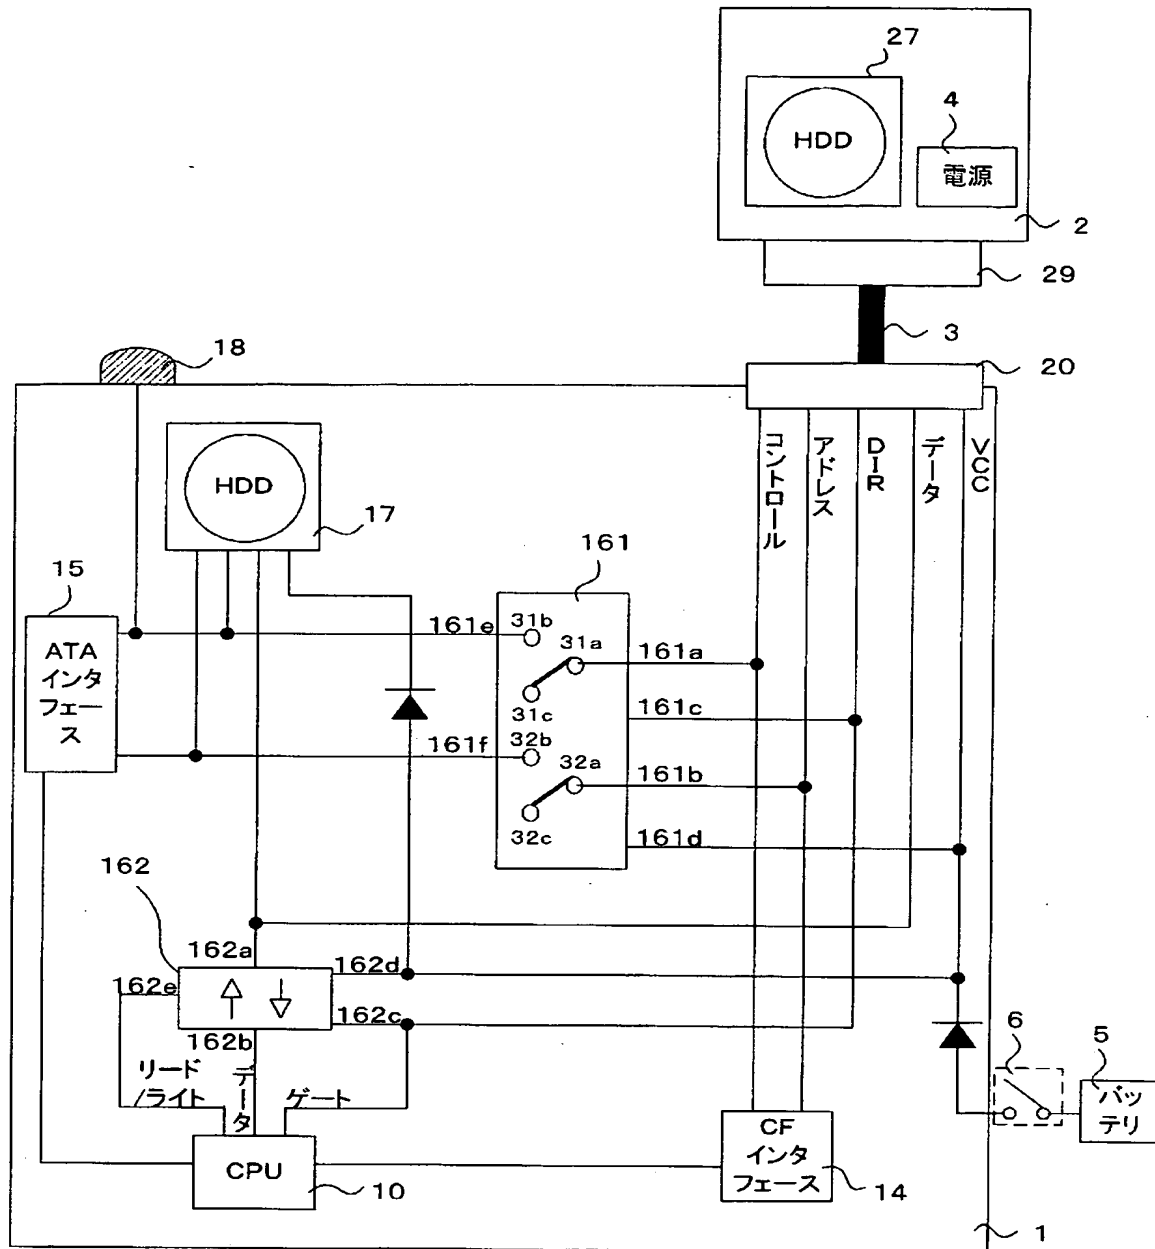 27
HDD
4
電源
2
29
3
20
18
コントロール
アドレス
DIR
データ
VCC
HDD
17
161
15
ATA
インタ
フェー
ス
161e
31b
31a
161a
31c
161c
161f
32b
32a
161b
32c
161d
162
162a
162d
162e
162c
162b
リード
/ライト
データ
ゲート
CPU
10
CF
インタ
フェース
14
6
5
バッ
テリ
1